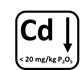 Cd ↓
< 20 mg/kg P₂O₅